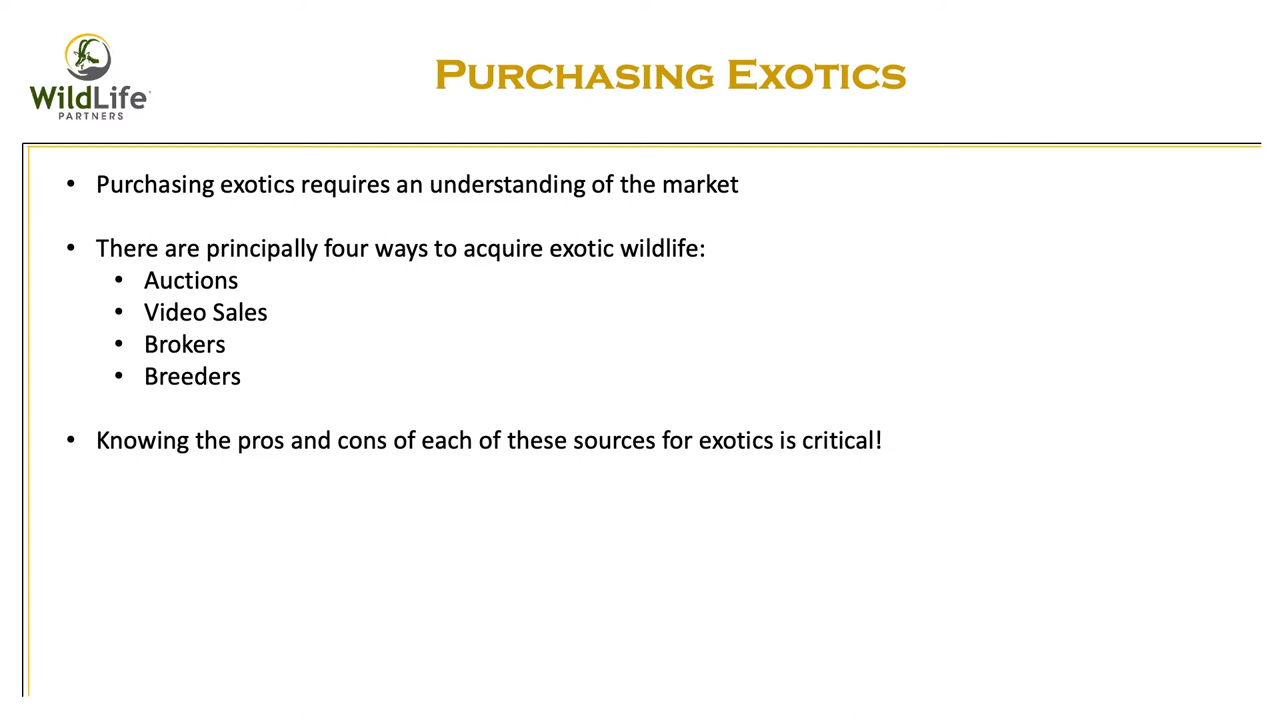 WildLife
PARTNERS
PURCHASING EXOTICS
• Purchasing exotics requires an understanding of the market
• There are principally four ways to acquire exotic wildlife:
• Auctions
• Video Sales
• Brokers
• Breeders
• Knowing the pros and cons of each of these sources for exotics is critical!